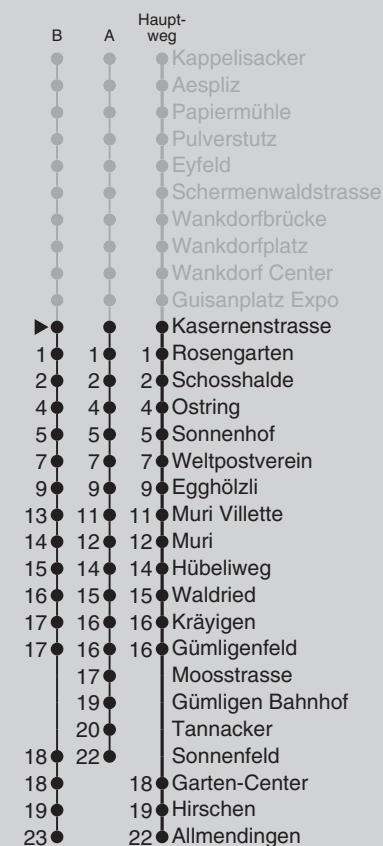 B A Haupt-
weg
Kappelisacker
Aespliz
Papiermühle
Pulverstutz
Eyfeld
Schermenwaldstrasse
Wankdorfbrücke
Wankdorfplatz
Wankdorf Center
Guisanplatz Expo
Kasernenstrasse
1 1 1 Rosengarten
2 2 2 Schosshalde
4 4 4 Ostring
5 5 5 Sonnenhof
7 7 7 Weltpostverein
9 9 9 Egghölzli
13 11 11 Muri Villette
14 12 12 Muri
15 14 14 Hübeliweg
16 15 15 Waldried
17 16 16 Kräyigen
17 16 16 Gümligenfeld
17 Moosstrasse
19 Gümligen Bahnhof
20 Tannacker
18 22 Sonnenfeld
18 18 Garten-Center
19 19 Hirschen
23 22 Allmendingen